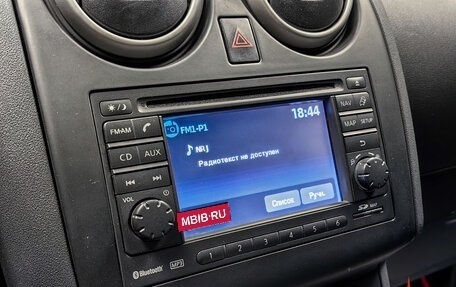 18:44
FM1-P1
NRJ
Радиотекст не доступен
Список
Ручн.
FM·AM
CD
AUX
VOL
NAV
MAP
SETUP
MBIB·RU
1 2 3 4 5 6
Bluetooth
MP3